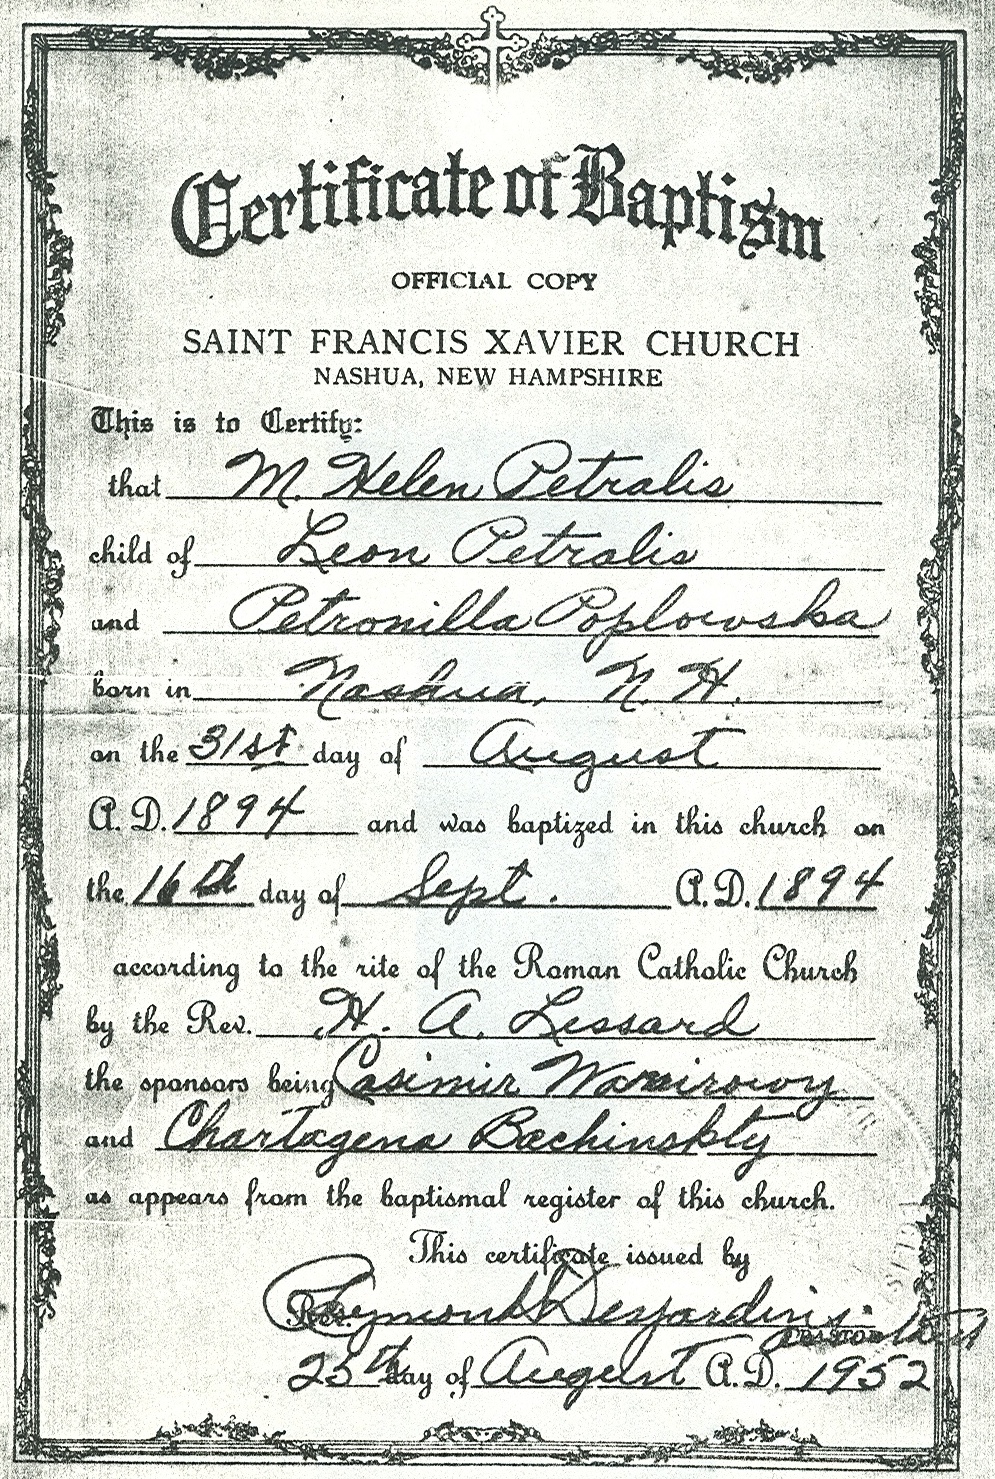 Certificate of Baptism
OFFICIAL COPY
SAINT FRANCIS XAVIER CHURCH
NASHUA, NEW HAMPSHIRE
This is to Certify:
that M. Helen Petralis
child of Leon Petralis
and Petronilla Poplowska
born in Nashua, N. H.
on the 31st day of August
A.D. 1894 and was baptized in this church on
the 16th day of Sept. A.D. 1894
according to the rite of the Roman Catholic Church
by the Rev. H. A. Lessard
the sponsors being Casimir
and Chartagena Bachinskty
as appears from the baptismal register of this church.
This certificate issued by
Rev. Raymond Desjardins
PASTOR
25th day of August A.D. 1952